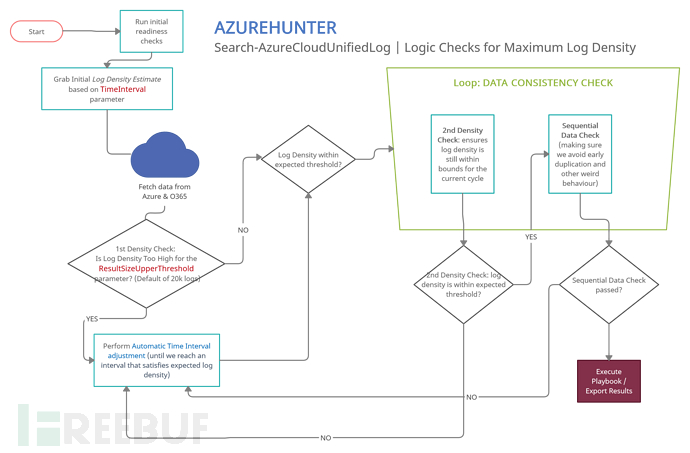 AZUREHUNTER
Search-AzureCloudUnifiedLog | Logic Checks for Maximum Log Density
Start
Run initial
readiness
checks
Grab Initial Log Density Estimate
based on TimeInterval
parameter
Fetch data from
Azure & O365
1st Density Check:
Is Log Density Too High for the
ResultSizeUpperThreshold
parameter? (Default of 20k logs)
YES
NO
Perform Automatic Time Interval
adjustment (until we reach an
interval that satisfies expected log
density)
Log Density within
expected threshold?
Loop: DATA CONSISTENCY CHECK
2nd Density
Check: ensures
log density is
still within
bounds for the
current cycle
Sequential
Data Check
(making sure
we avoid early
duplication and
other weird
behaviour)
YES
2nd Density Check: log
density is within expected
threshold?
Sequential Data Check
passed?
Execute
Playbook /
Export Results
NO
NO
FREEBUF